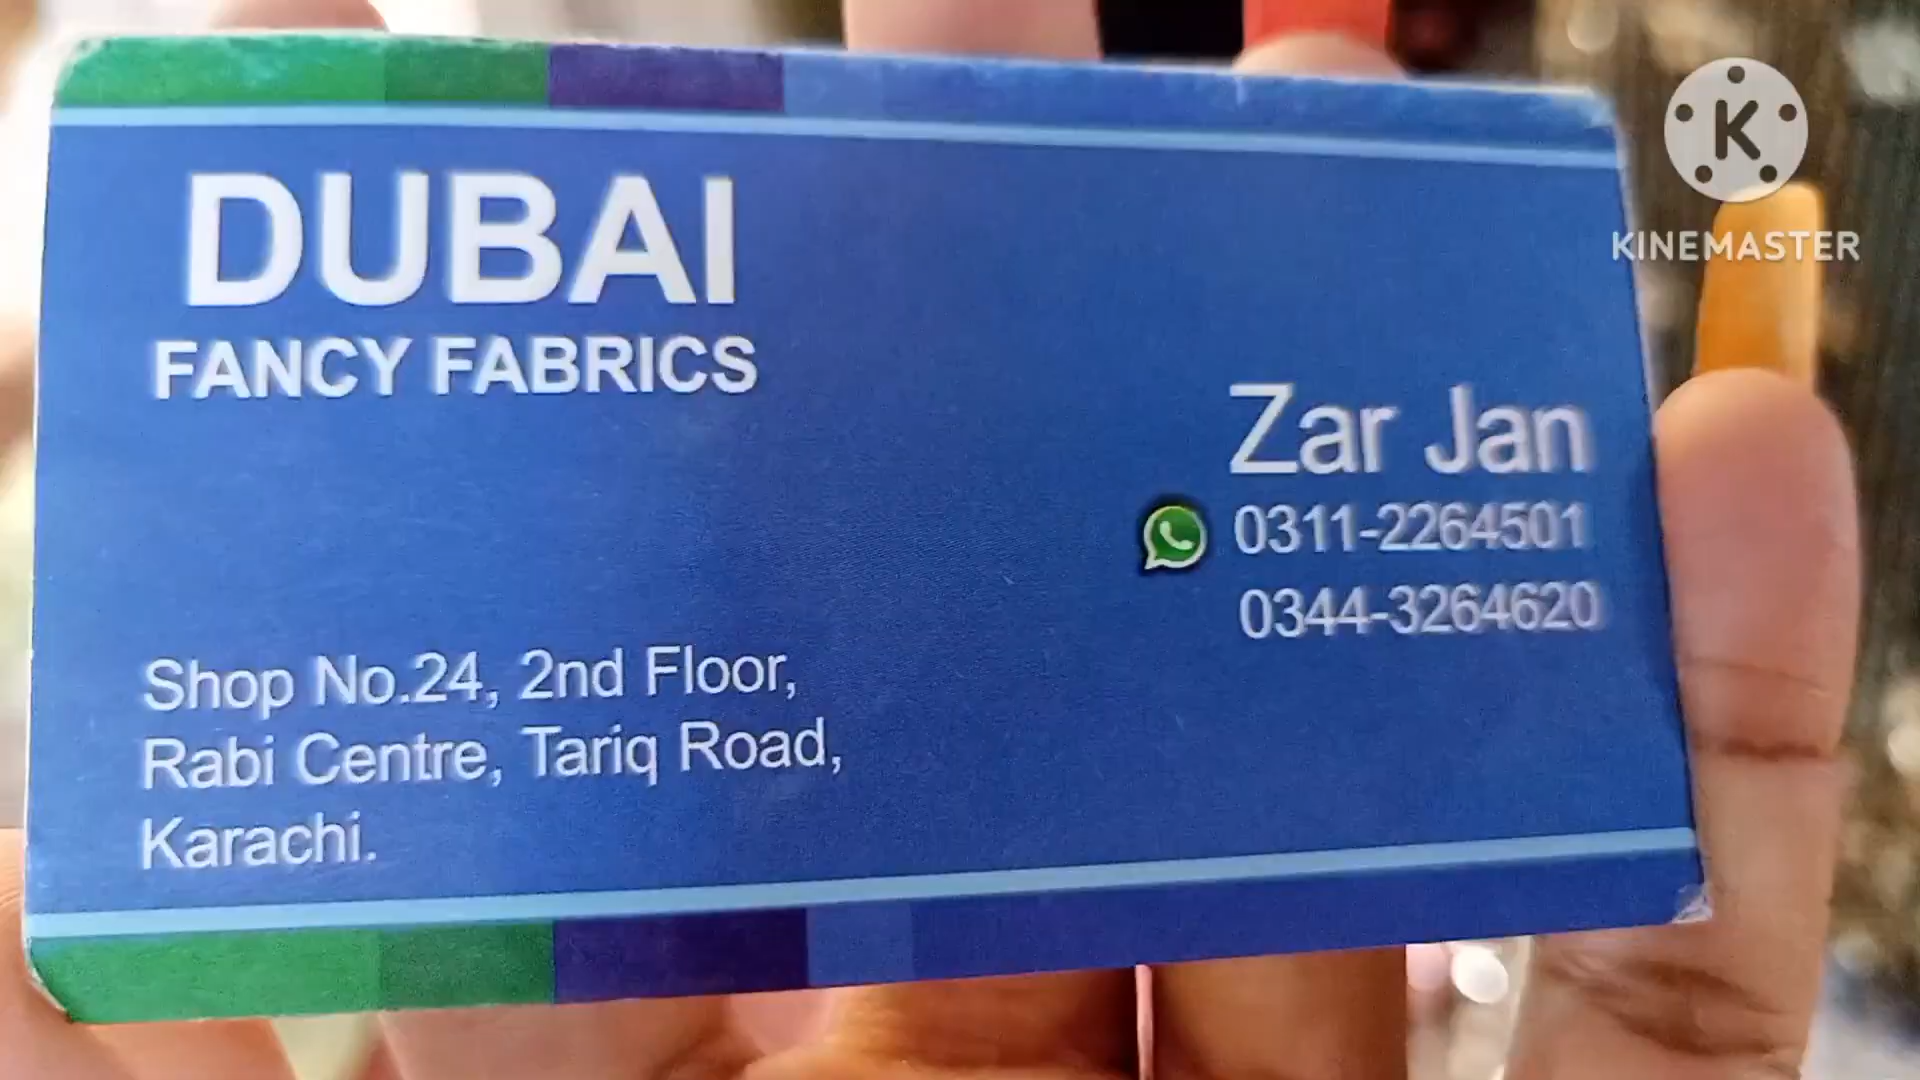 DUBAI
FANCY FABRICS
Zar Jan
0311-2264501
0344-3264620
Shop No.24, 2nd Floor,
Rabi Centre, Tariq Road,
Karachi.
K
KINEMASTER